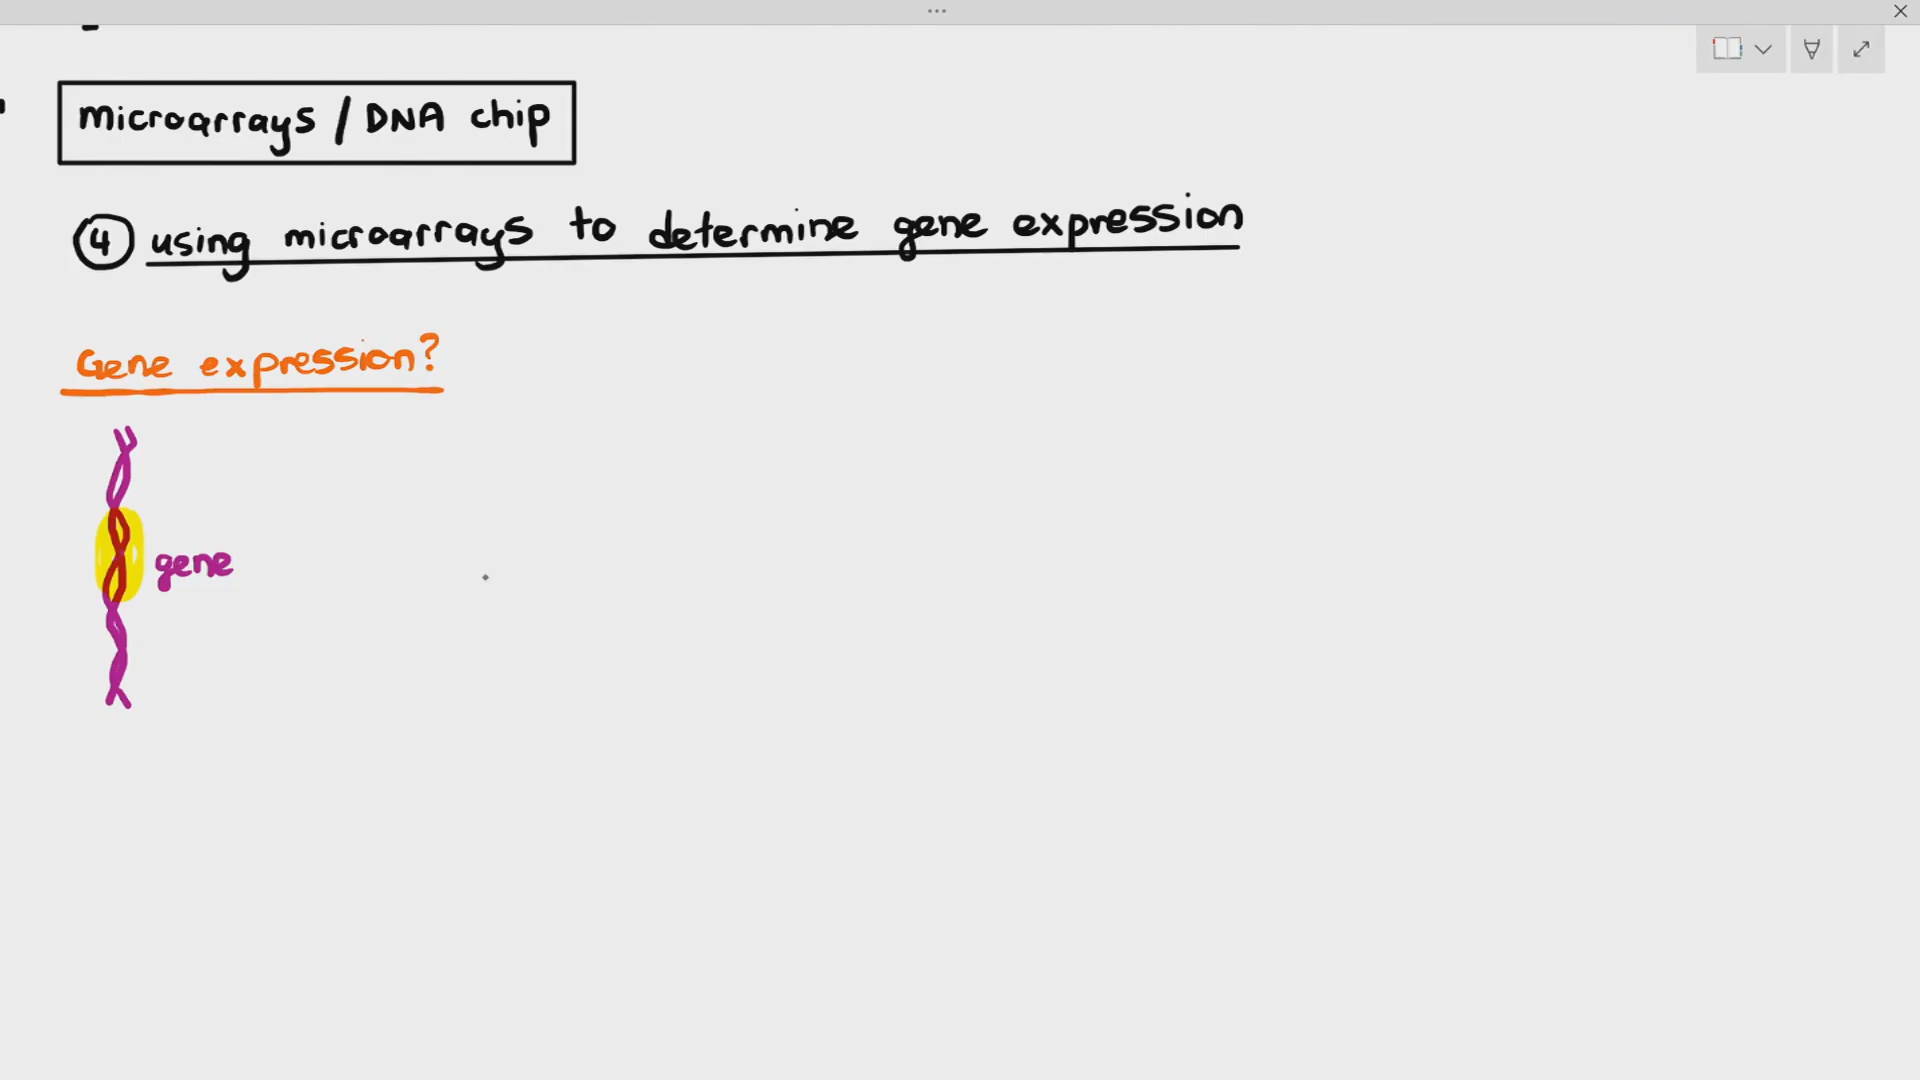 microarrays / DNA chip
④ using microarrays to determine gene expression
Gene expression?
gene